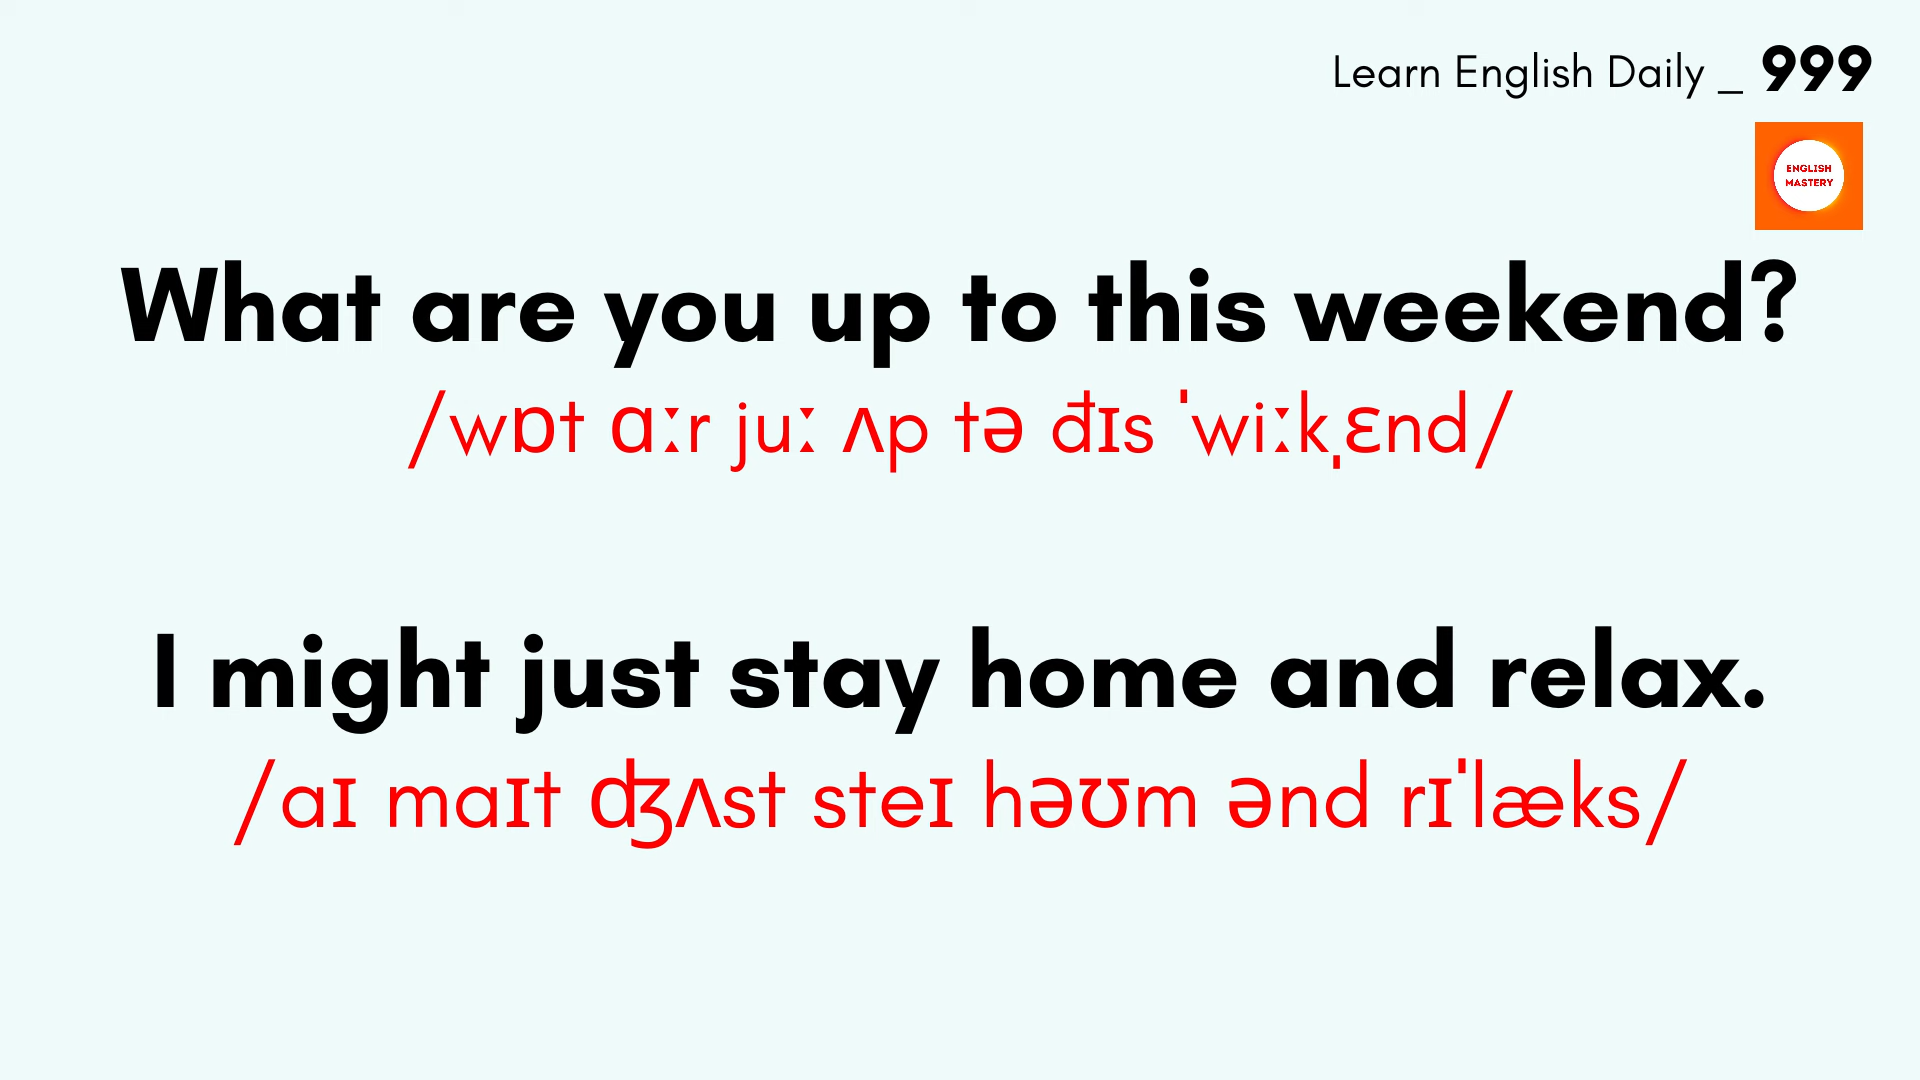 Learn English Daily _ 999
ENGLISH
MASTERY
What are you up to this weekend?
/wɒt ɑːr juː ʌp tə đɪs ˈwiːkˌɛnd/
I might just stay home and relax.
/aɪ maɪt ʤʌst steɪ həʊm ənd rɪˈlæks/